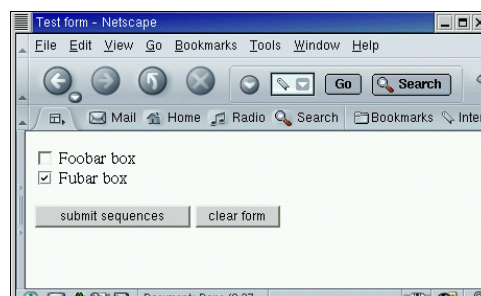 Test form - Netscape
File Edit View Go Bookmarks Tools Window Help
Go Search
Mail Home Radio Search Bookmarks
Foobar box
Fubar box
submit sequences clear form